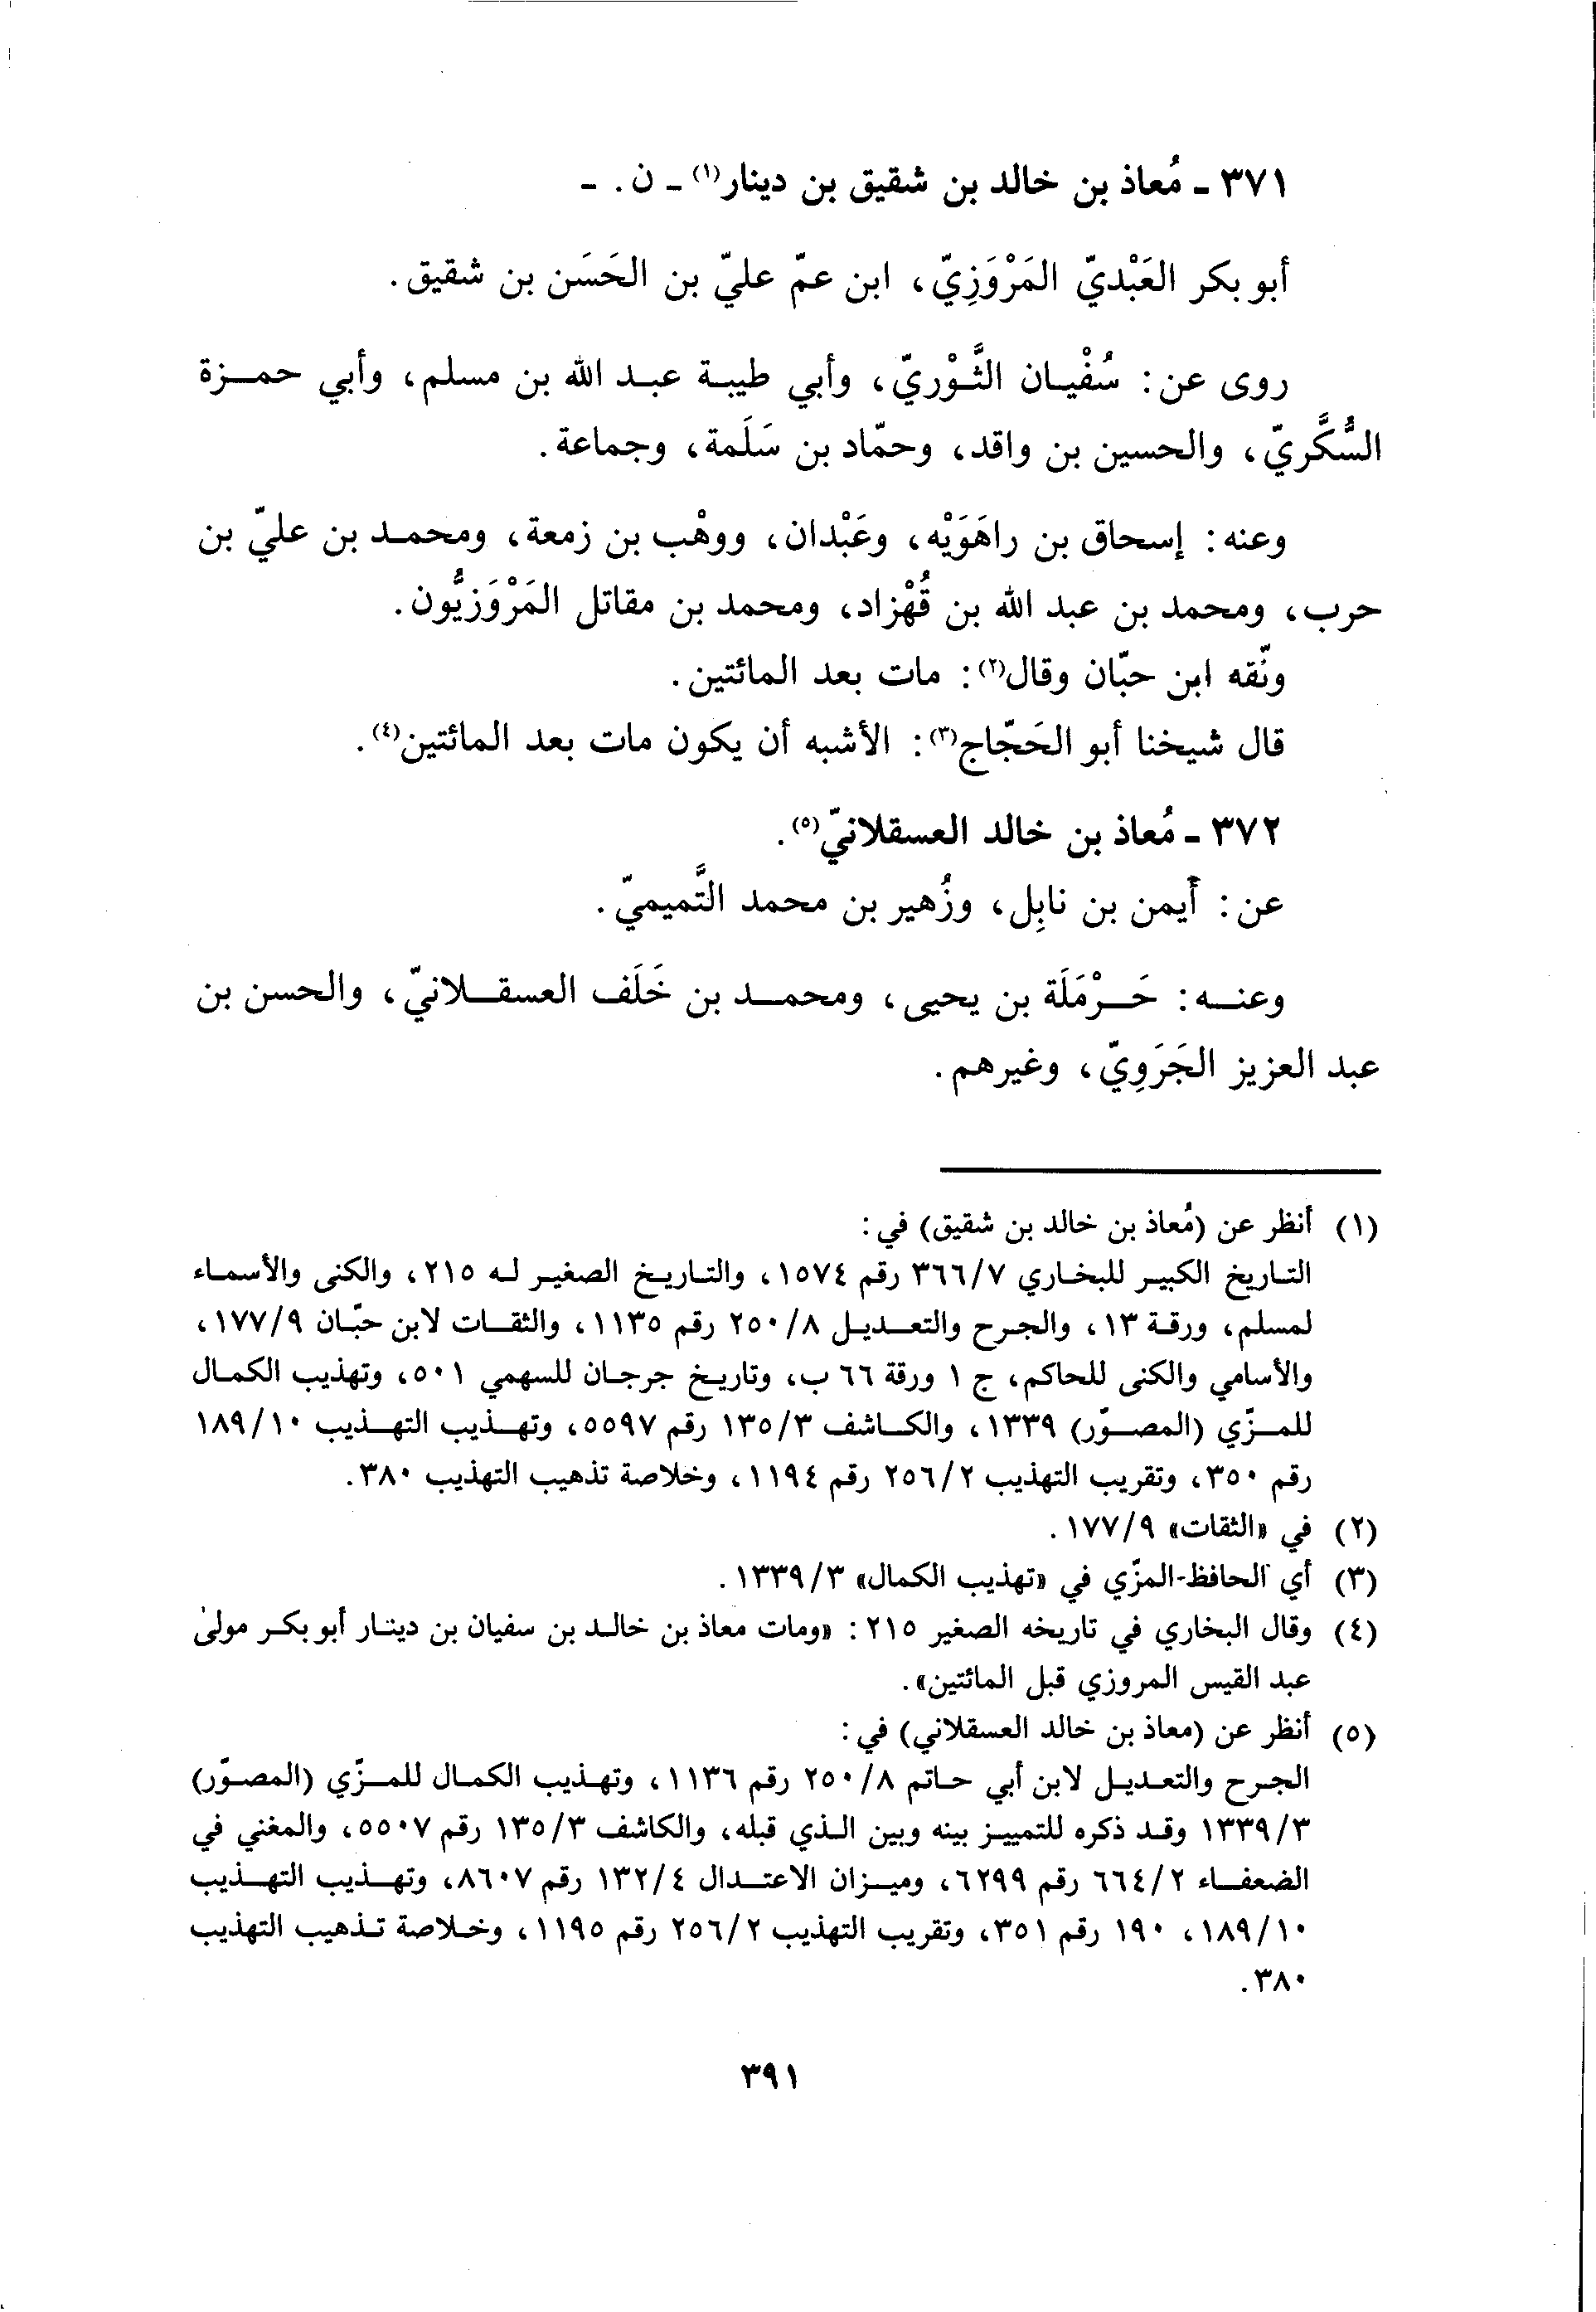 ٣٧١ - مُعاذ بن خالد بن شقيق بن دينار(١) - ن. -
أبو بكر العَبْديّ المَرْوَزِيّ، ابن عمّ عليّ بن الحَسَن بن شقيق.
روى عن: سُفْيان الثَّوْريّ، وأبي طيبة عبد الله بن مسلم، وأبي حمزة
السُّكَّريّ، والحسين بن واقد، وحمّاد بن سَلَمة، وجماعة.
وعنه: إسحاق بن راهَوَيْه، وعَبْدان، ووهْب بن زمعة، ومحمد بن عليّ بن
حرب، ومحمد بن عبد الله بن قُهْزاد، ومحمد بن مقاتل المَرْوَزيُّون.
وثّقه ابن حبّان وقال(٢): مات بعد المائتين.
قال شيخنا أبو الحَجّاج(٣): الأشبه أن يكون مات بعد المائتين(٤).
٣٧٢ - مُعاذ بن خالد العسقلانيّ(٥).
عن: أيمن بن نابِل، وزُهير بن محمد التَّميميّ.
وعنه: حَرْمَلَة بن يحيى، ومحمد بن خَلَف العسقلانيّ، والحسن بن
عبد العزيز الجَرَوِيّ، وغيرهم.
(١) أنظر عن (مُعاذ بن خالد بن شقيق) في:
التاريخ الكبير للبخاري ٣٦٦/٧ رقم ١٥٧٤، والتاريخ الصغير له ٢١٥، والكنى والأسماء
لمسلم، ورقة ١٣، والجرح والتعديل ٢٥٠/٨ رقم ١١٣٥، والثقات لابن حبّان ١٧٧/٩،
والأسامي والكنى للحاكم، ج ١ ورقة ٦٦ ب، وتاريخ جرجان للسهمي ٥٠١، وتهذيب الكمال
للمزّي (المصوّر) ١٣٣٩، والكاشف ١٣٥/٣ رقم ٥٥٩٧، وتهذيب التهذيب ١٨٩/١٠
رقم ٣٥٠، وتقريب التهذيب ٢٥٦/٢ رقم ١١٩٤، وخلاصة تذهيب التهذيب ٣٨٠.
(٢) في «الثقات» ١٧٧/٩.
(٣) أي الحافظ-المزّي في «تهذيب الكمال» ١٣٣٩/٣.
(٤) وقال البخاري في تاريخه الصغير ٢١٥: «ومات معاذ بن خالد بن سفيان بن دينار أبو بكر مولىٰ
عبد القيس المروزي قبل المائتين».
(٥) أنظر عن (معاذ بن خالد العسقلاني) في:
الجرح والتعديل لابن أبي حاتم ٢٥٠/٨ رقم ١١٣٦، وتهذيب الكمال للمزّي (المصوّر)
١٣٣٩/٣ وقد ذكره للتمييز بينه وبين الذي قبله، والكاشف ١٣٥/٣ رقم ٥٥٠٧، والمغني في
الضعفاء ٦٦٤/٢ رقم ٦٢٩٩، وميزان الاعتدال ١٣٢/٤ رقم ٨٦٠٧، وتهذيب التهذيب
١٨٩/١٠، ١٩٠ رقم ٣٥١، وتقريب التهذيب ٢٥٦/٢ رقم ١١٩٥، وخلاصة تذهيب التهذيب
٣٨٠.
٣٩١